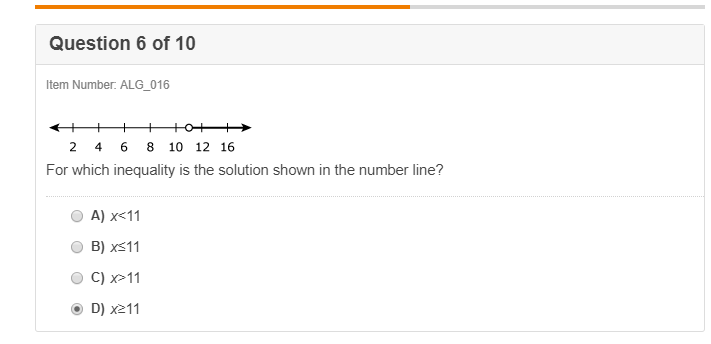 Question 6 of 10
Item Number: ALG_016
2 4 6 8 10 12 16
For which inequality is the solution shown in the number line?
A) x<11
B) x≤11
C) x>11
D) x≥11